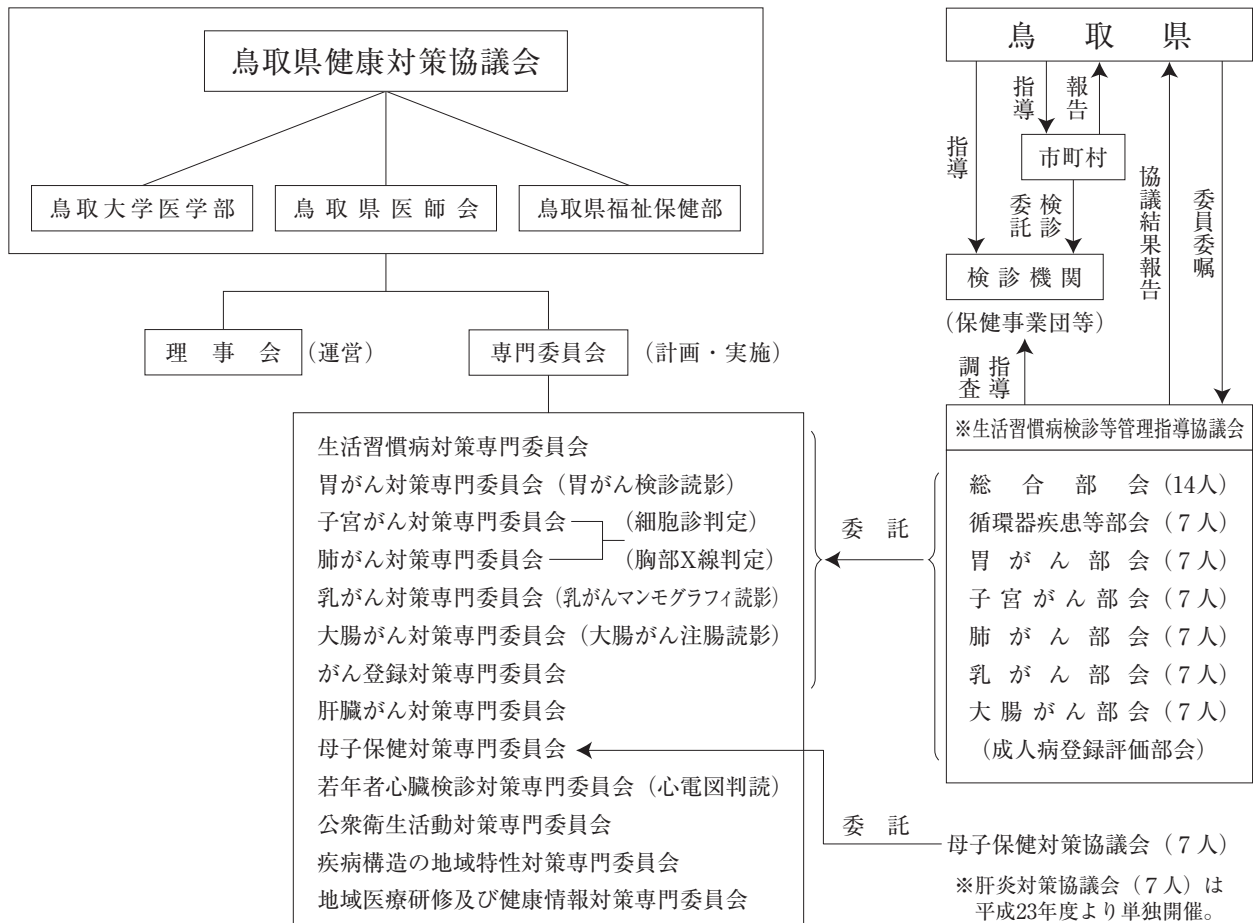 鳥取県健康対策協議会
鳥取大学医学部
鳥取県医師会
鳥取県福祉保健部
理事会
(運営)
専門委員会
(計画・実施)
生活習慣病対策専門委員会
胃がん対策専門委員会(胃がん検診読影)
子宮がん対策専門委員会
(細胞診判定)
肺がん対策専門委員会
(胸部X線判定)
乳がん対策専門委員会(乳がんマンモグラフィ読影)
大腸がん対策専門委員会(大腸がん注腸読影)
がん登録対策専門委員会
肝臓がん対策専門委員会
母子保健対策専門委員会
若年者心臓検診対策専門委員会(心電図判読)
公衆衛生活動対策専門委員会
疾病構造の地域特性対策専門委員会
地域医療研修及び健康情報対策専門委員会
委託
委託
鳥取県
指導
指導
報告
市町村
検診
委託
協議結果報告
委員委嘱
検診機関
(保健事業団等)
指導
調査
※生活習慣病検診等管理指導協議会
総合部会(14人)
循環器疾患等部会(7人)
胃がん部会(7人)
子宮がん部会(7人)
肺がん部会(7人)
乳がん部会(7人)
大腸がん部会(7人)
(成人病登録評価部会)
母子保健対策協議会(7人)
※肝炎対策協議会(7人)は
平成23年度より単独開催。